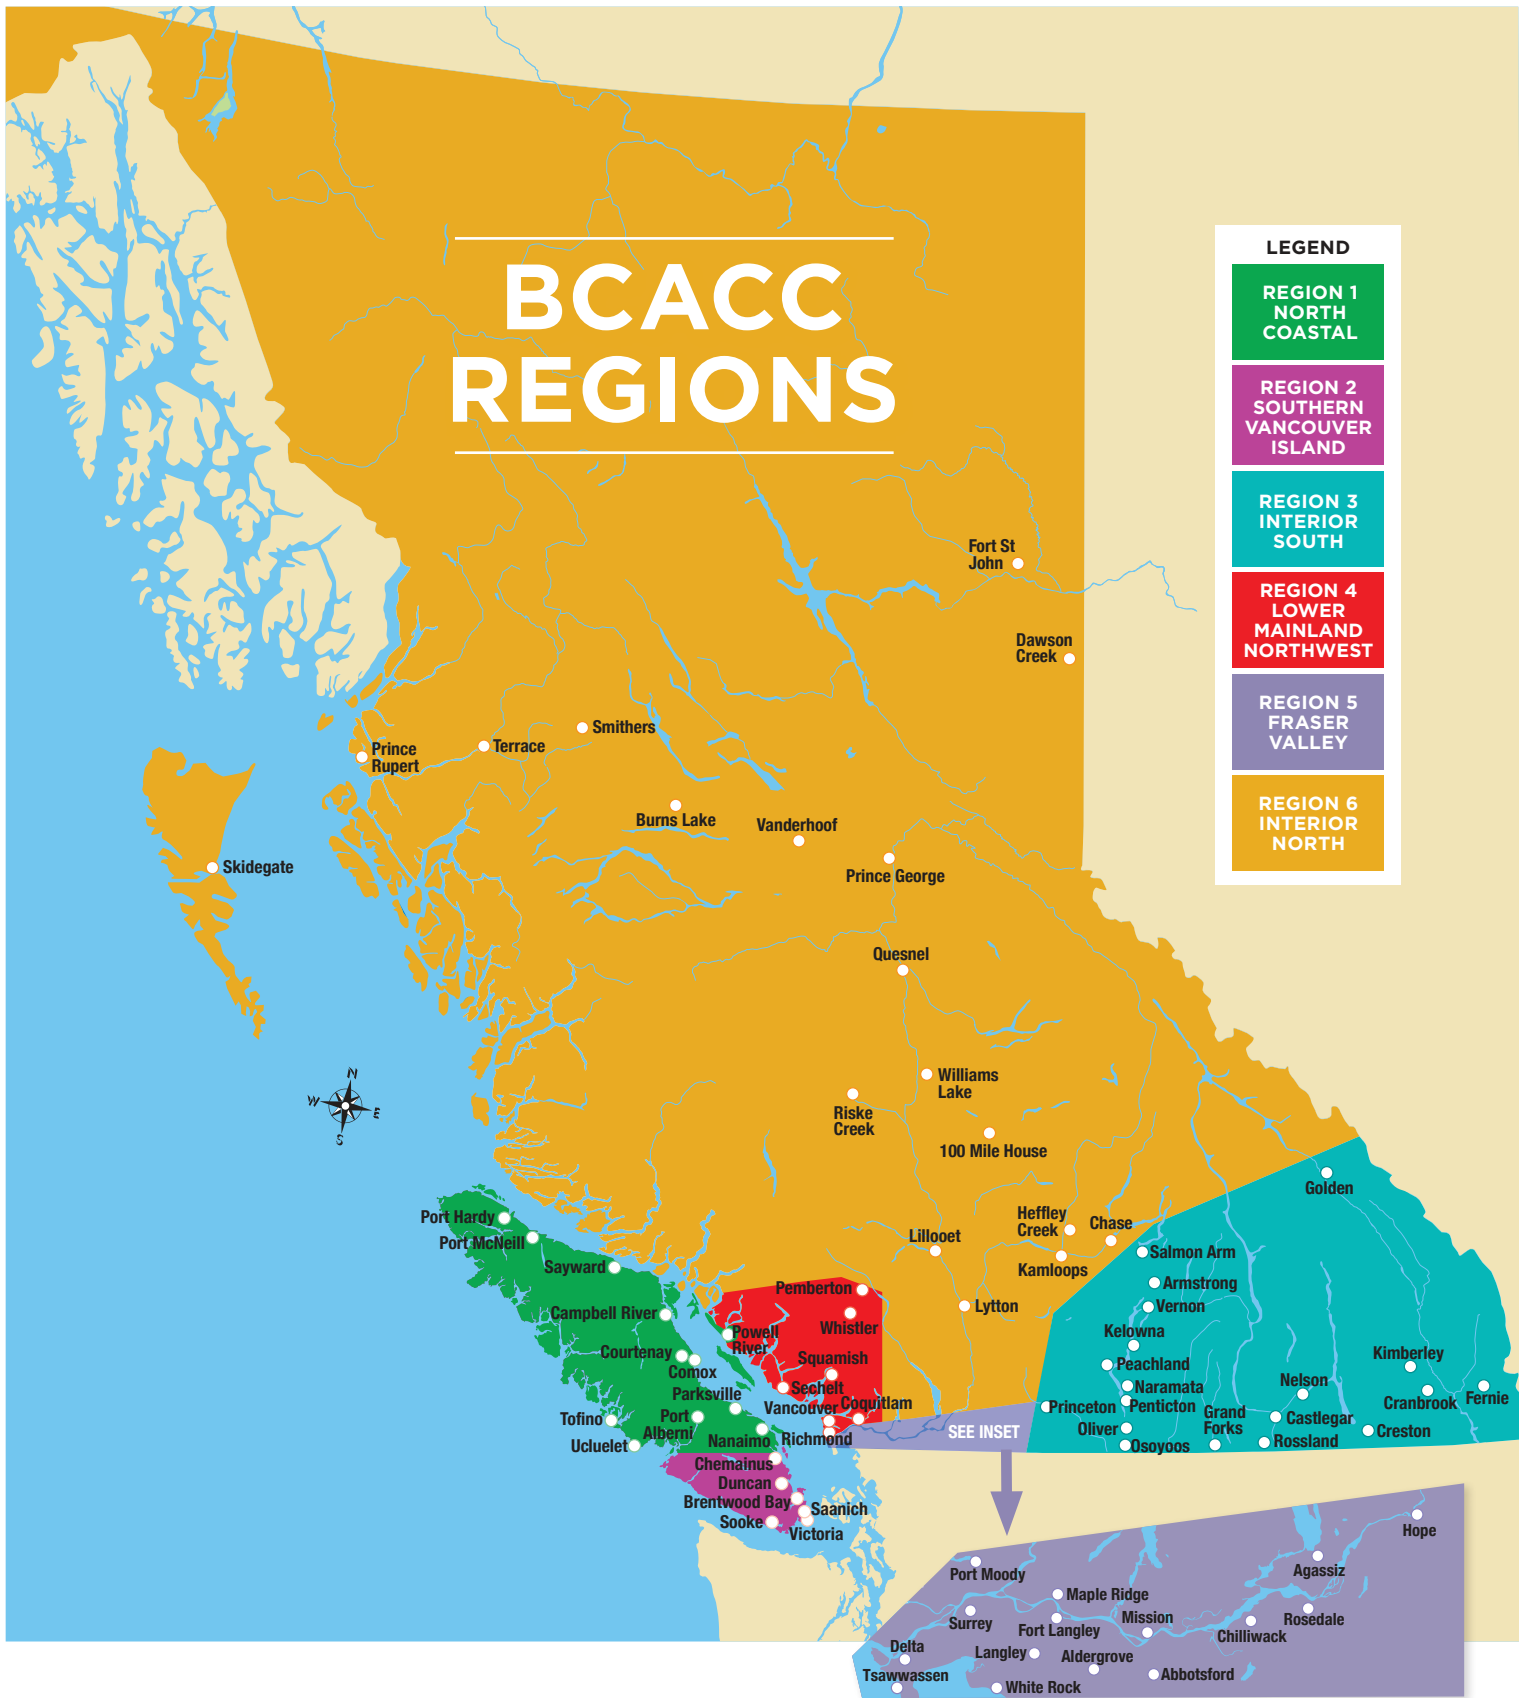 BCACC
REGIONS
LEGEND
REGION 1
NORTH
COASTAL
REGION 2
SOUTHERN
VANCOUVER
ISLAND
REGION 3
INTERIOR
SOUTH
REGION 4
LOWER
MAINLAND
NORTHWEST
REGION 5
FRASER
VALLEY
REGION 6
INTERIOR
NORTH
Fort St
John
Dawson
Creek
Smithers
Terrace
Prince
Rupert
Burns Lake
Vanderhoof
Prince George
Skidegate
Quesnel
Williams
Lake
Riske
Creek
100 Mile House
N
W
E
S
Golden
Heffley
Creek
Chase
Lillooet
Kamloops
Salmon Arm
Armstrong
Vernon
Lytton
Port Hardy
Port McNeill
Sayward
Campbell River
Pemberton
Whistler
Powell
River
Squamish
Courtenay
Comox
Sechelt
Parksville
Vancouver
Coquitlam
Tofino
Port
Alberni
Ucluelet
Nanaimo
Richmond
SEE INSET
Chemainus
Duncan
Brentwood Bay
Saanich
Sooke
Victoria
Kelowna
Peachland
Naramata
Princeton
Penticton
Oliver
Osoyoos
Grand
Forks
Nelson
Castlegar
Rossland
Kimberley
Cranbrook
Fernie
Creston
Hope
Port Moody
Agassiz
Maple Ridge
Surrey
Fort Langley
Mission
Rosedale
Chilliwack
Delta
Langley
Aldergrove
Tsawwassen
White Rock
Abbotsford